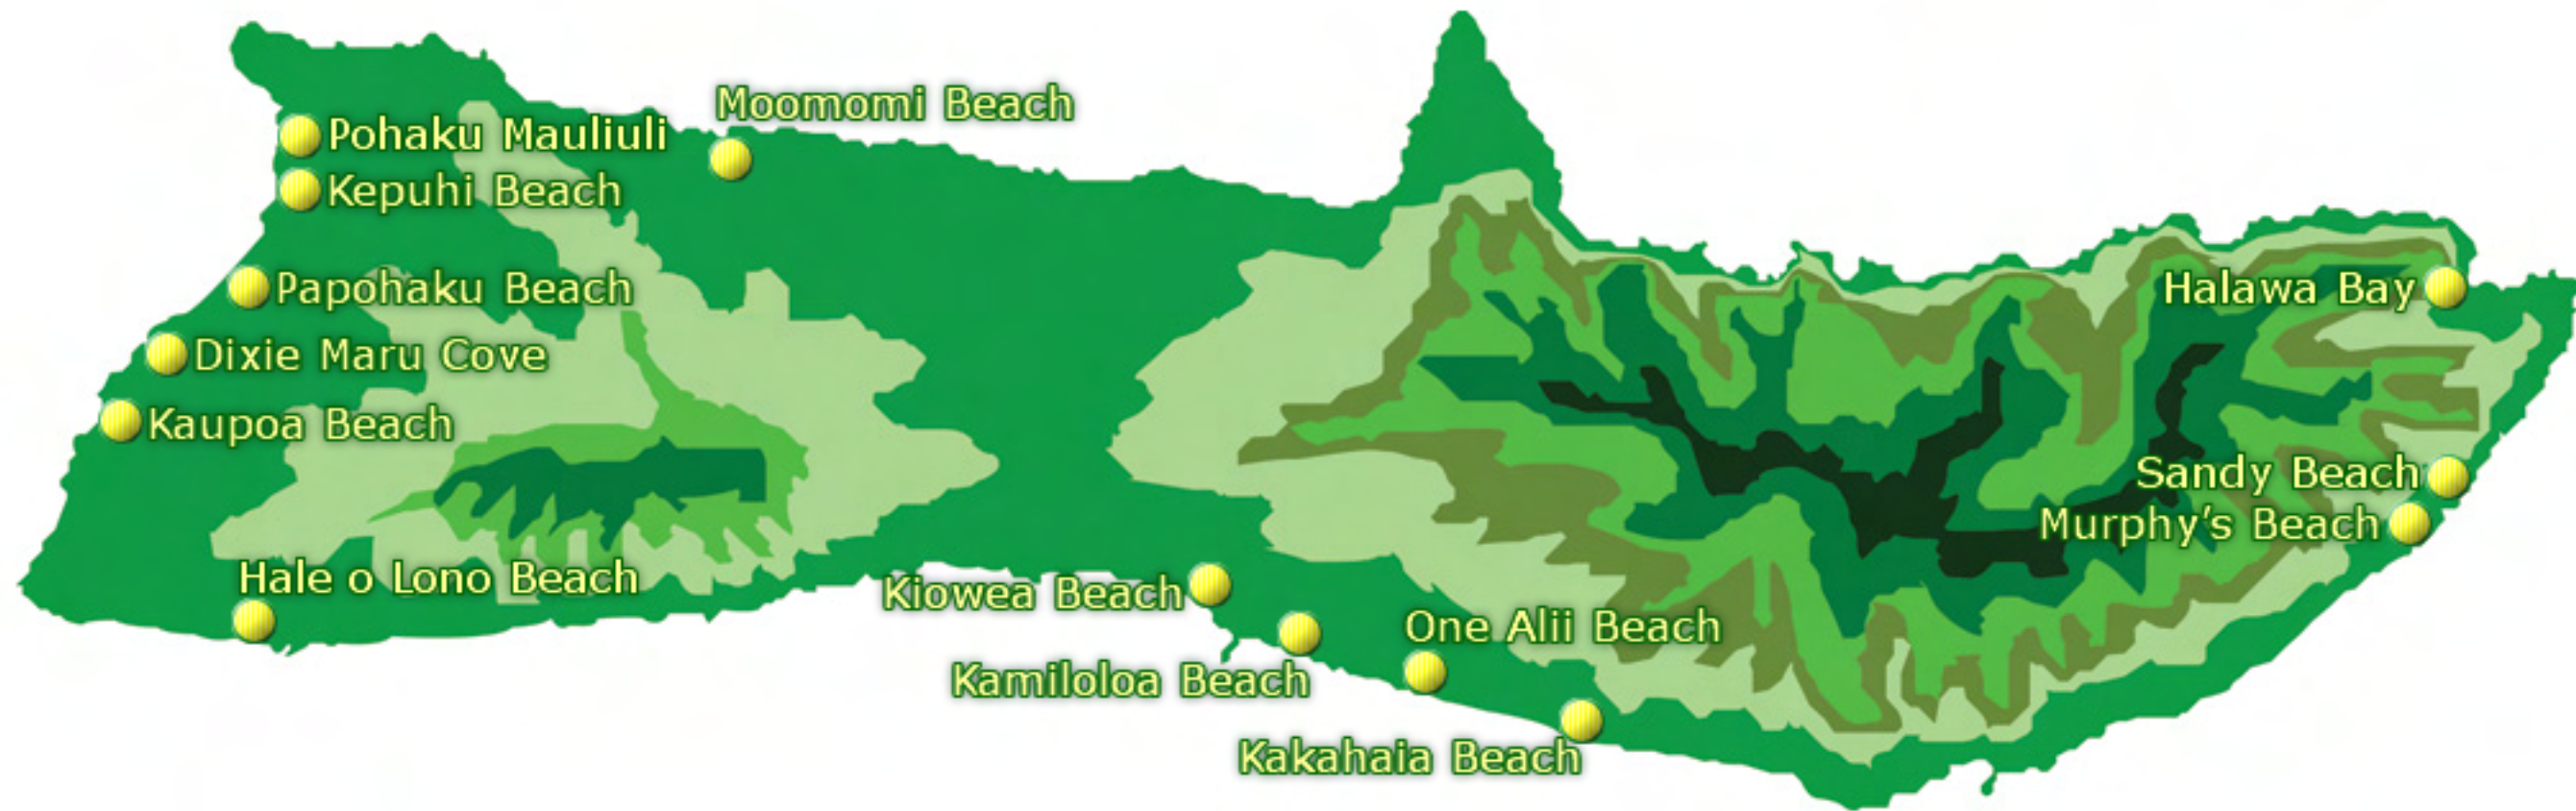 Moomomi Beach
Pohaku Mauliuli
Kepuhi Beach
Papohaku Beach
Halawa Bay
Dixie Maru Cove
Kaupoa Beach
Sandy Beach
Murphy's Beach
Hale o Lono Beach
Kiowea Beach
One Alii Beach
Kamiloloa Beach
Kakahaia Beach